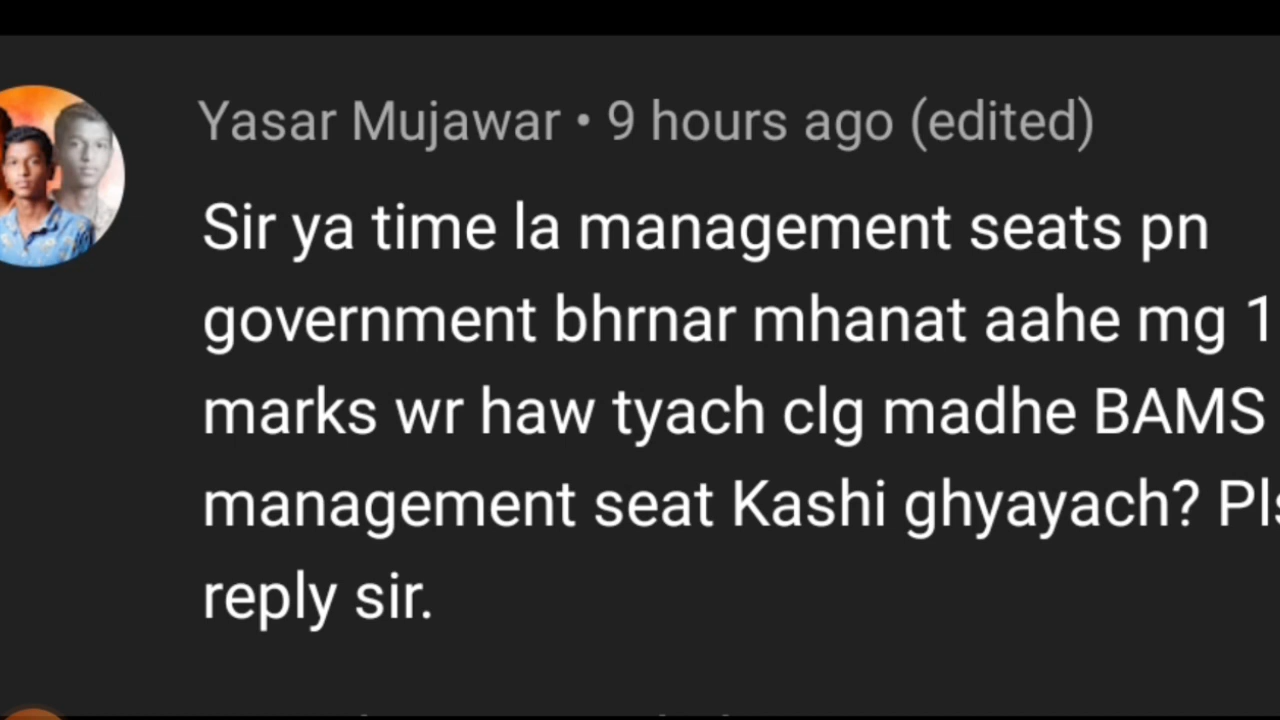 Yasar Mujawar • 9 hours ago (edited)
Sir ya time la management seats pn
government bhrnar mhanat aahe mg 1
marks wr haw tyach clg madhe BAMS
management seat Kashi ghyayach?
reply sir.